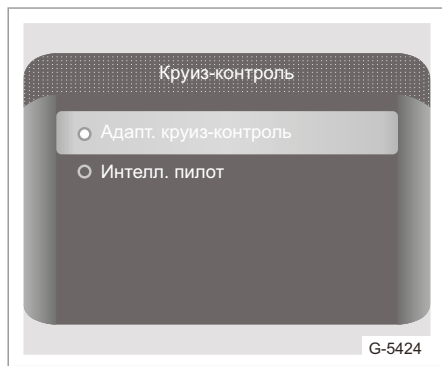 Круиз-контроль
Адапт. круиз-контроль
Интелл. пилот
G-5424